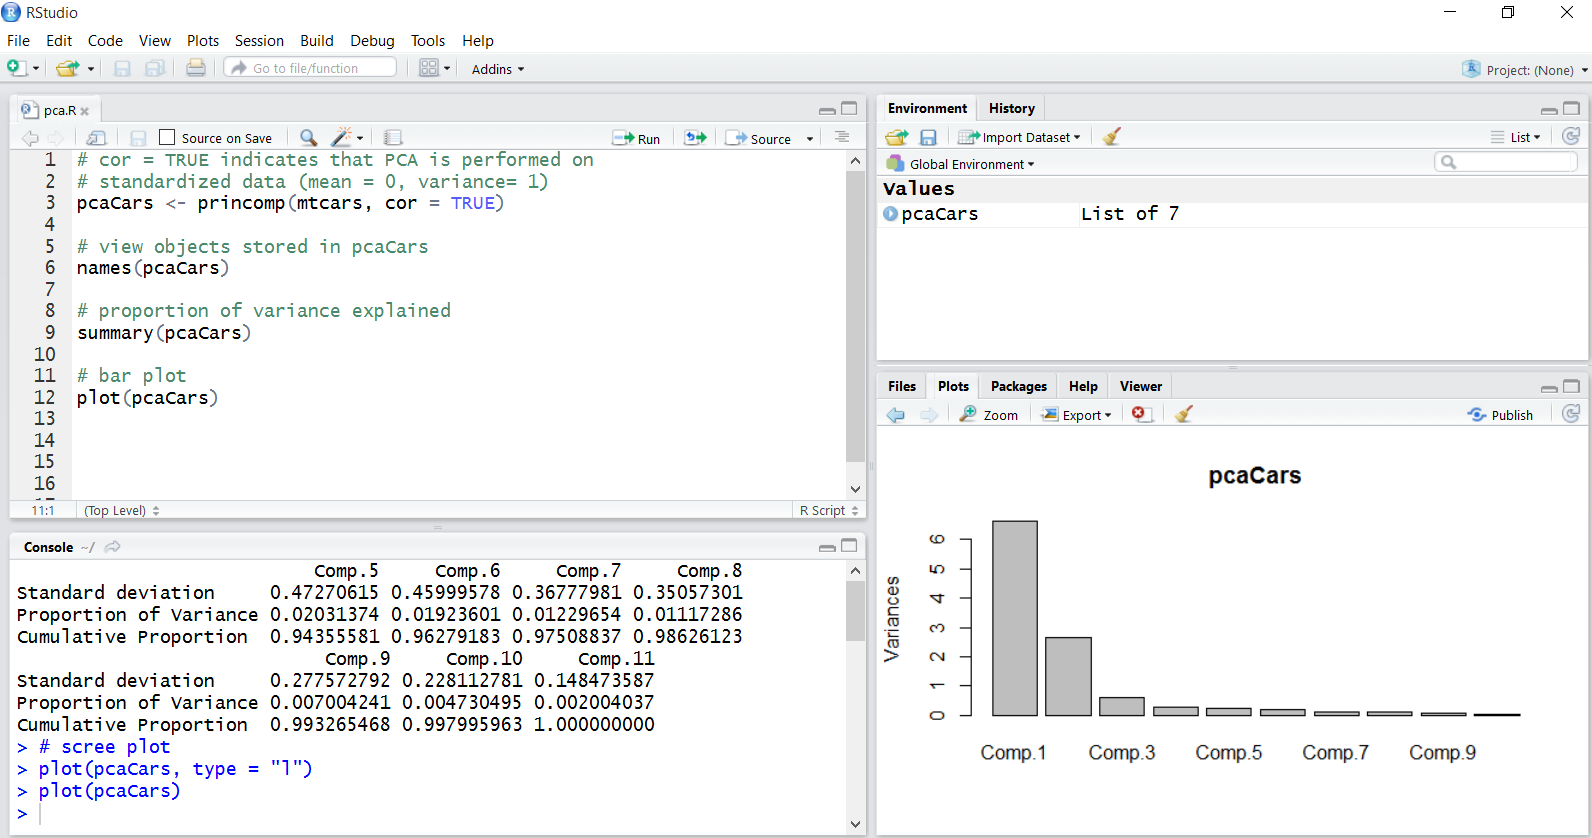 RStudio
File Edit Code View Plots Session Build Debug Tools Help
Go to file/function Addins Project: (None)
pca.R
Source on Save Run Source
1 # cor = TRUE indicates that PCA is performed on
2 # standardized data (mean = 0, variance= 1)
3 pcaCars <- princomp(mtcars, cor = TRUE)
4
5 # view objects stored in pcaCars
6 names(pcaCars)
7
8 # proportion of variance explained
9 summary(pcaCars)
10
11 # bar plot
12 plot(pcaCars)
13
14
15
16
11:1 (Top Level) R Script
Console ~/
Comp.5 Comp.6 Comp.7 Comp.8
Standard deviation 0.47270615 0.45999578 0.36777981 0.35057301
Proportion of Variance 0.02031374 0.01923601 0.01229654 0.01117286
Cumulative Proportion 0.94355581 0.96279183 0.97508837 0.98626123
Comp.9 Comp.10 Comp.11
Standard deviation 0.277572792 0.228112781 0.148473587
Proportion of Variance 0.007004241 0.004730495 0.002004037
Cumulative Proportion 0.993265468 0.997995963 1.000000000
> # scree plot
> plot(pcaCars, type = "l")
> plot(pcaCars)
>
Environment History
Import Dataset List
Global Environment
Values
pcaCars List of 7
Files Plots Packages Help Viewer
Zoom Export Publish
pcaCars
Variances
6
5
4
3
2
1
0
Comp.1 Comp.3 Comp.5 Comp.7 Comp.9